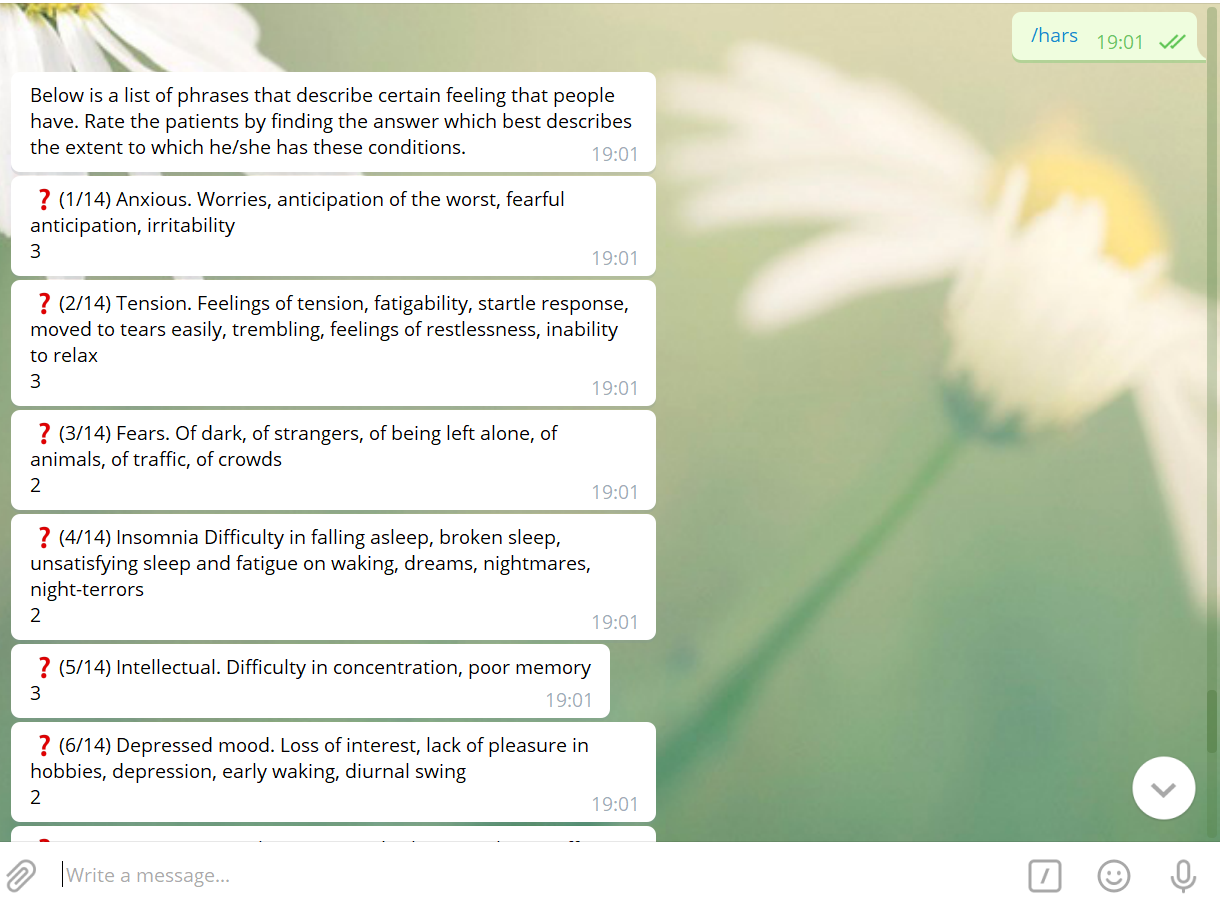 /hars 19:01
Below is a list of phrases that describe certain feeling that people
have. Rate the patients by finding the answer which best describes
the extent to which he/she has these conditions.
19:01
❓ (1/14) Anxious. Worries, anticipation of the worst, fearful
anticipation, irritability
3
19:01
❓ (2/14) Tension. Feelings of tension, fatigability, startle response,
moved to tears easily, trembling, feelings of restlessness, inability
to relax
3
19:01
❓ (3/14) Fears. Of dark, of strangers, of being left alone, of
animals, of traffic, of crowds
2
19:01
❓ (4/14) Insomnia Difficulty in falling asleep, broken sleep,
unsatisfying sleep and fatigue on waking, dreams, nightmares,
night-terrors
2
19:01
❓ (5/14) Intellectual. Difficulty in concentration, poor memory
3
19:01
❓ (6/14) Depressed mood. Loss of interest, lack of pleasure in
hobbies, depression, early waking, diurnal swing
2
19:01
Write a message...